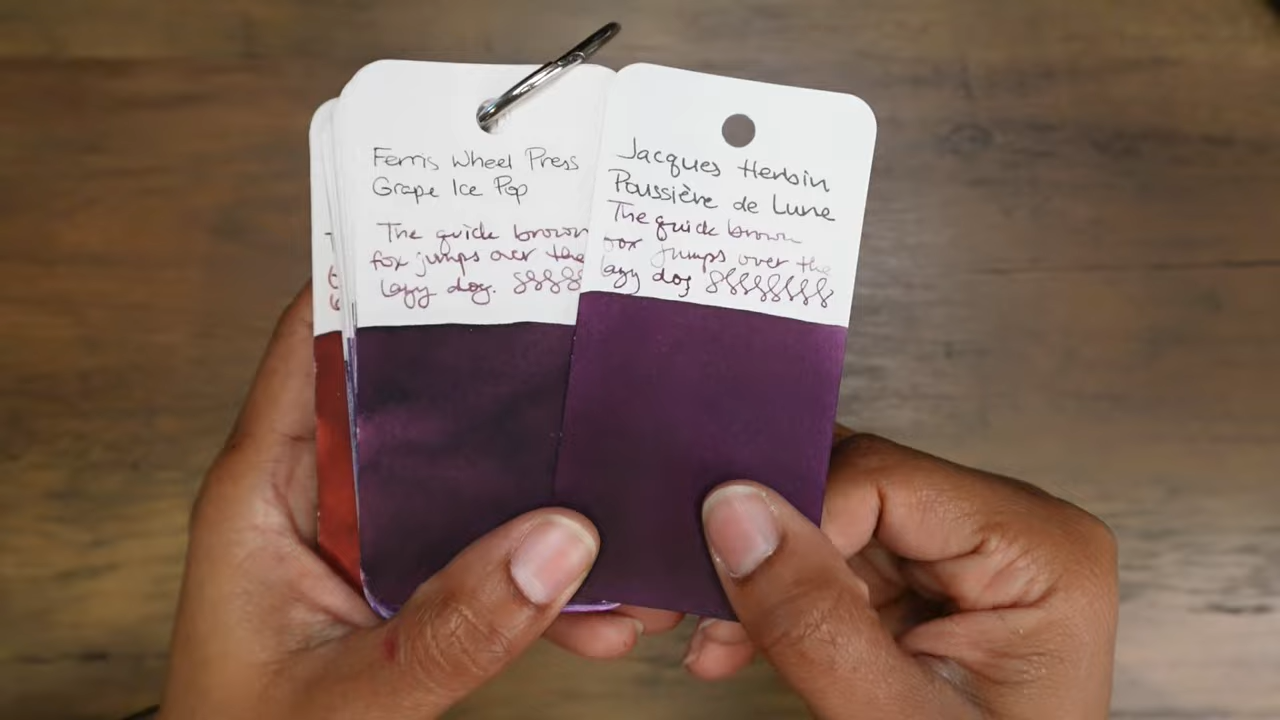 Ferris Wheel Press
Grape Ice Pop
The quick brown
fox jumps over the
lazy dog.
Jacques Herbin
Poussière de Lune
The quick brown
fox jumps over the
lazy dog